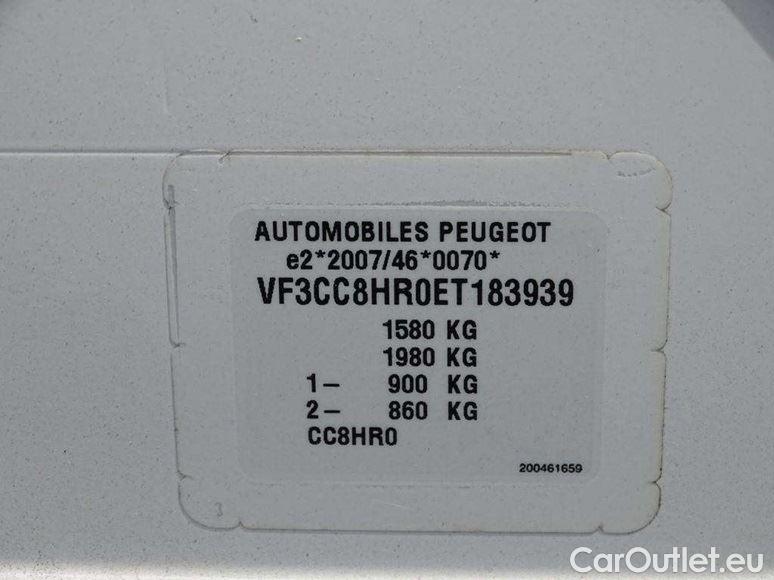 AUTOMOBILES PEUGEOT
e2*2007/46*0070*
VF3CC8HR0ET183939
1580 KG
1980 KG
1– 900 KG
2– 860 KG
CC8HR0
200461659
CarOutlet.eu